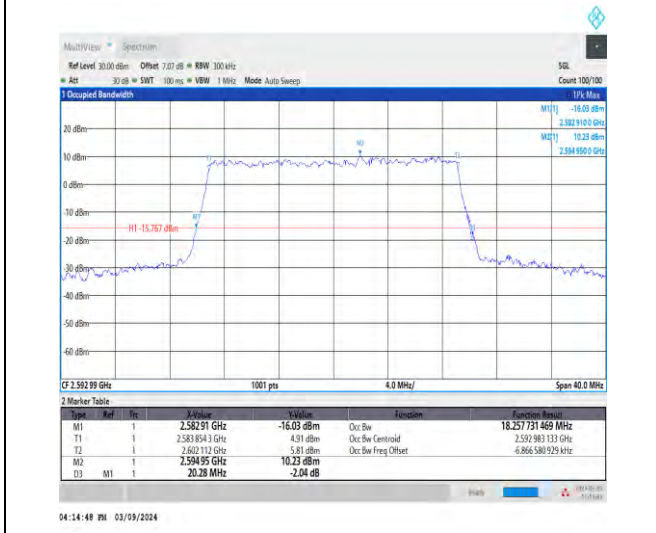 MultiView Spectrum
Ref Level 30.00 dBm Offset 7.07 dB RBW 300 kHz SGL
Att 30 dB SWT 100 ms VBW 1 MHz Mode Auto Sweep Count 100/100
1 Occupied Bandwidth 1Pk Max
M1[1] -16.03 dBm
2.582 9100 GHz
M2[1] 10.23 dBm
2.594 9500 GHz
20 dBm
M2
10 dBm
T1
0 dBm
-10 dBm
M1
H1 -15.767 dBm
-20 dBm
-30 dBm
-40 dBm
-50 dBm
-60 dBm
CF 2.592 99 GHz 1001 pts 4.0 MHz/ Span 40.0 MHz
2 Marker Table
Type Ref Trc X-Value Y-Value Function Function Result
M1 1 2.58291 GHz -16.03 dBm Occ Bw 18.257 731 469 MHz
T1 1 2.583 854 3 GHz 4.91 dBm Occ Bw Centroid 2.592 983 133 GHz
T2 1 2.602 112 GHz 5.81 dBm Occ Bw Freq Offset -6.866 580 929 kHz
M2 1 2.594 95 GHz 10.23 dBm
D3 M1 1 20.28 MHz -2.04 dB
Ready
04:14:48 PM 03/09/2024